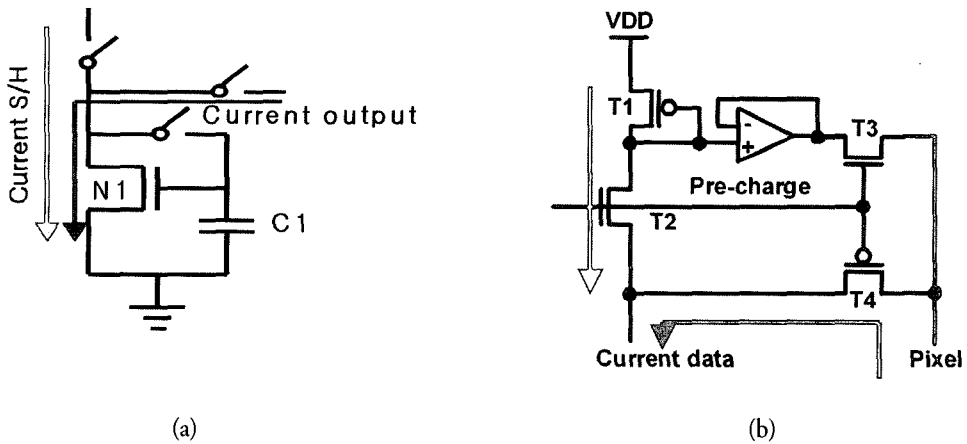 Current S/H
Current output
N1
C1
(a)
VDD
T1
-
+
T3
Pre-charge
T2
T4
Current data
Pixel
(b)